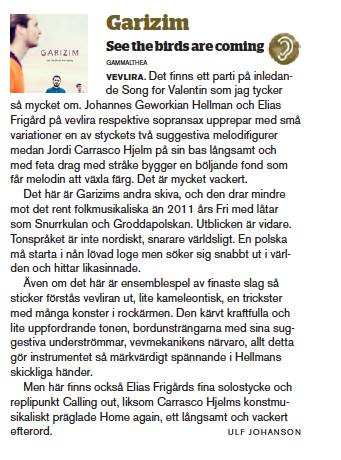 GARIZIM
Garizim
See the birds are coming
GAMMALTHEA
VEVLIRA. Det finns ett parti på inledan-
de Song for Valentin som jag tycker
så mycket om. Johannes Geworkian Hellman och Elias
Frigård på vevlira respektive sopransax upprepar med små
variationer en av styckets två suggestiva melodifigurer
medan Jordi Carrasco Hjelm på sin bas långsamt och
med feta drag med stråke bygger en böljande fond som
får melodin att växla färg. Det är mycket vackert.
Det här är Garizims andra skiva, och den drar mindre
mot det rent folkmusikaliska än 2011 års Fri med låtar
som Snurrkulan och Groddapolskan. Utblicken är vidare.
Tonspråket är inte nordiskt, snarare världsligt. En polska
må starta i nån lövad loge men söker sig snabbt ut i värl-
den och hittar likasinnade.
Även om det här är ensemblespel av finaste slag så
sticker förstås vevliran ut, lite kameleontisk, en trickster
med många konster i rockärmen. Den kärvt kraftfulla och
lite uppfordrande tonen, bordunsträngarna med sina sug-
gestiva underströmmar, vevmekanikens närvaro, allt detta
gör instrumentet så märkvärdigt spännande i Hellmans
skickliga händer.
Men här finns också Elias Frigårds fina solostycke och
replipunkt Calling out, liksom Carrasco Hjelms konstmu-
sikaliskt präglade Home again, ett långsamt och vackert
efterord.
ULF JOHANSON